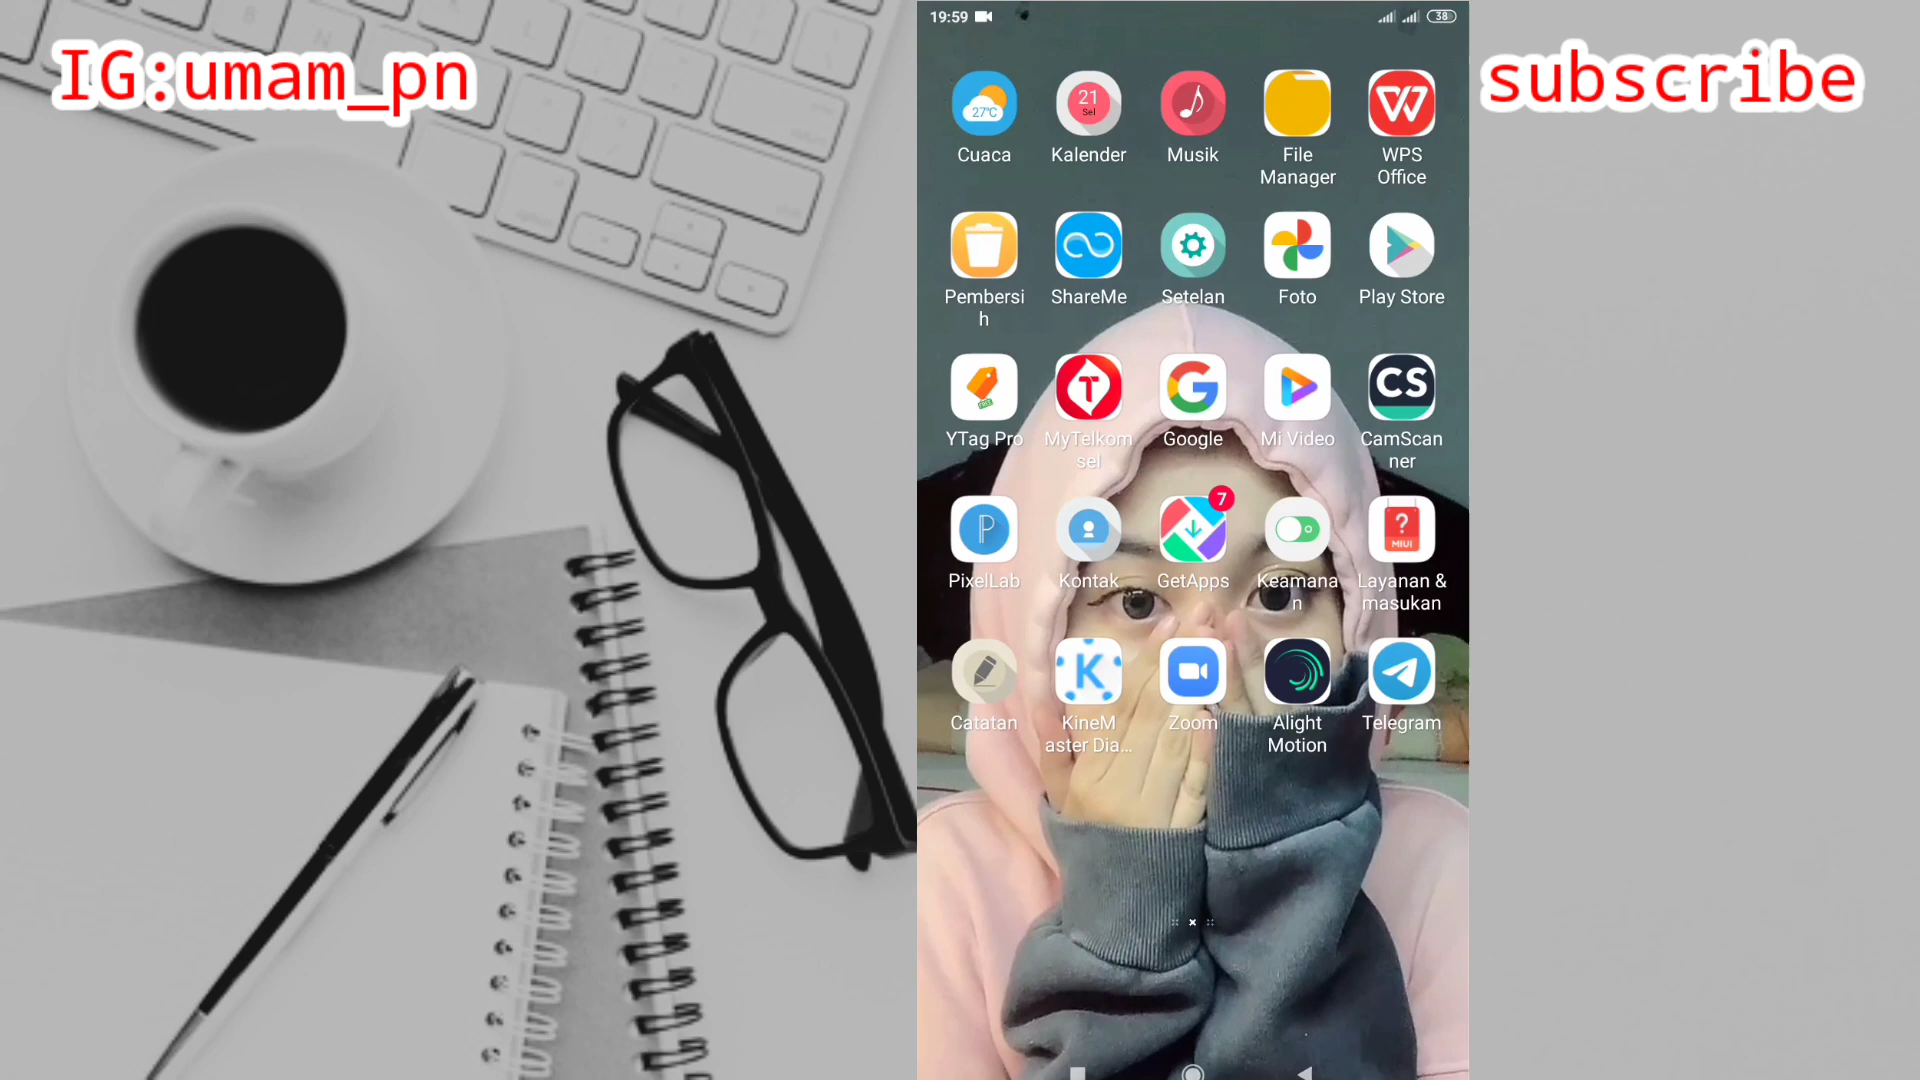 IG:umam_pn
subscribe
19:59
38
27°C
21
Sel
Cuaca
Kalender
Musik
File
Manager
WPS
Office
Pembersi
h
ShareMe
Setelan
Foto
Play Store
FREE
T
G
CS
YTag Pro
MyTelkom
sel
Google
Mi Video
CamScan
ner
P
7
?
MIUI
PixelLab
Kontak
GetApps
Keamana
n
Layanan &
masukan
K
Catatan
KineM
aster Dia...
Zoom
Alight
Motion
Telegram